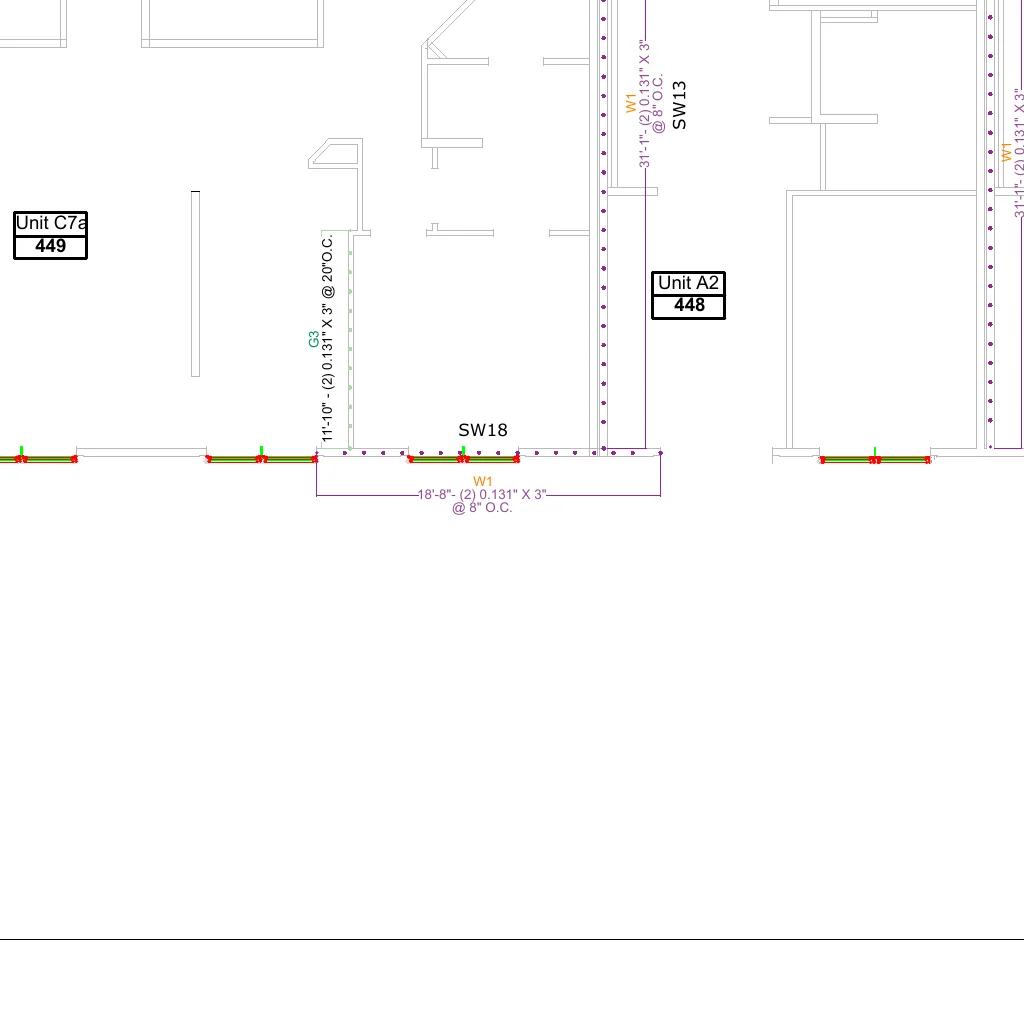 W1
31'-1"- (2) 0.131" X 3"
@ 8" O.C.
SW13
W1
31'-1"- (2) 0.131" X 3"
Unit C7a
449
G3
11'-10" - (2) 0.131" X 3" @ 20"O.C.
Unit A2
448
SW18
W1
18'-8"- (2) 0.131" X 3"
@ 8" O.C.